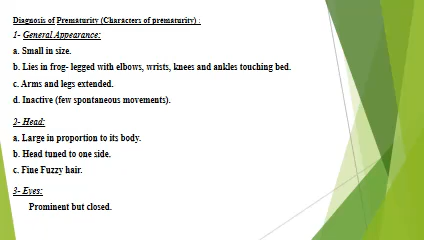 Diagnosis of Prematurity (Characters of prematurity) :
1- General Appearance:
a. Small in size.
b. Lies in frog- legged with elbows, wrists, knees and ankles touching bed.
c. Arms and legs extended.
d. Inactive (few spontaneous movements).
2- Head:
a. Large in proportion to its body.
b. Head tuned to one side.
c. Fine Fuzzy hair.
3- Eyes:
Prominent but closed.